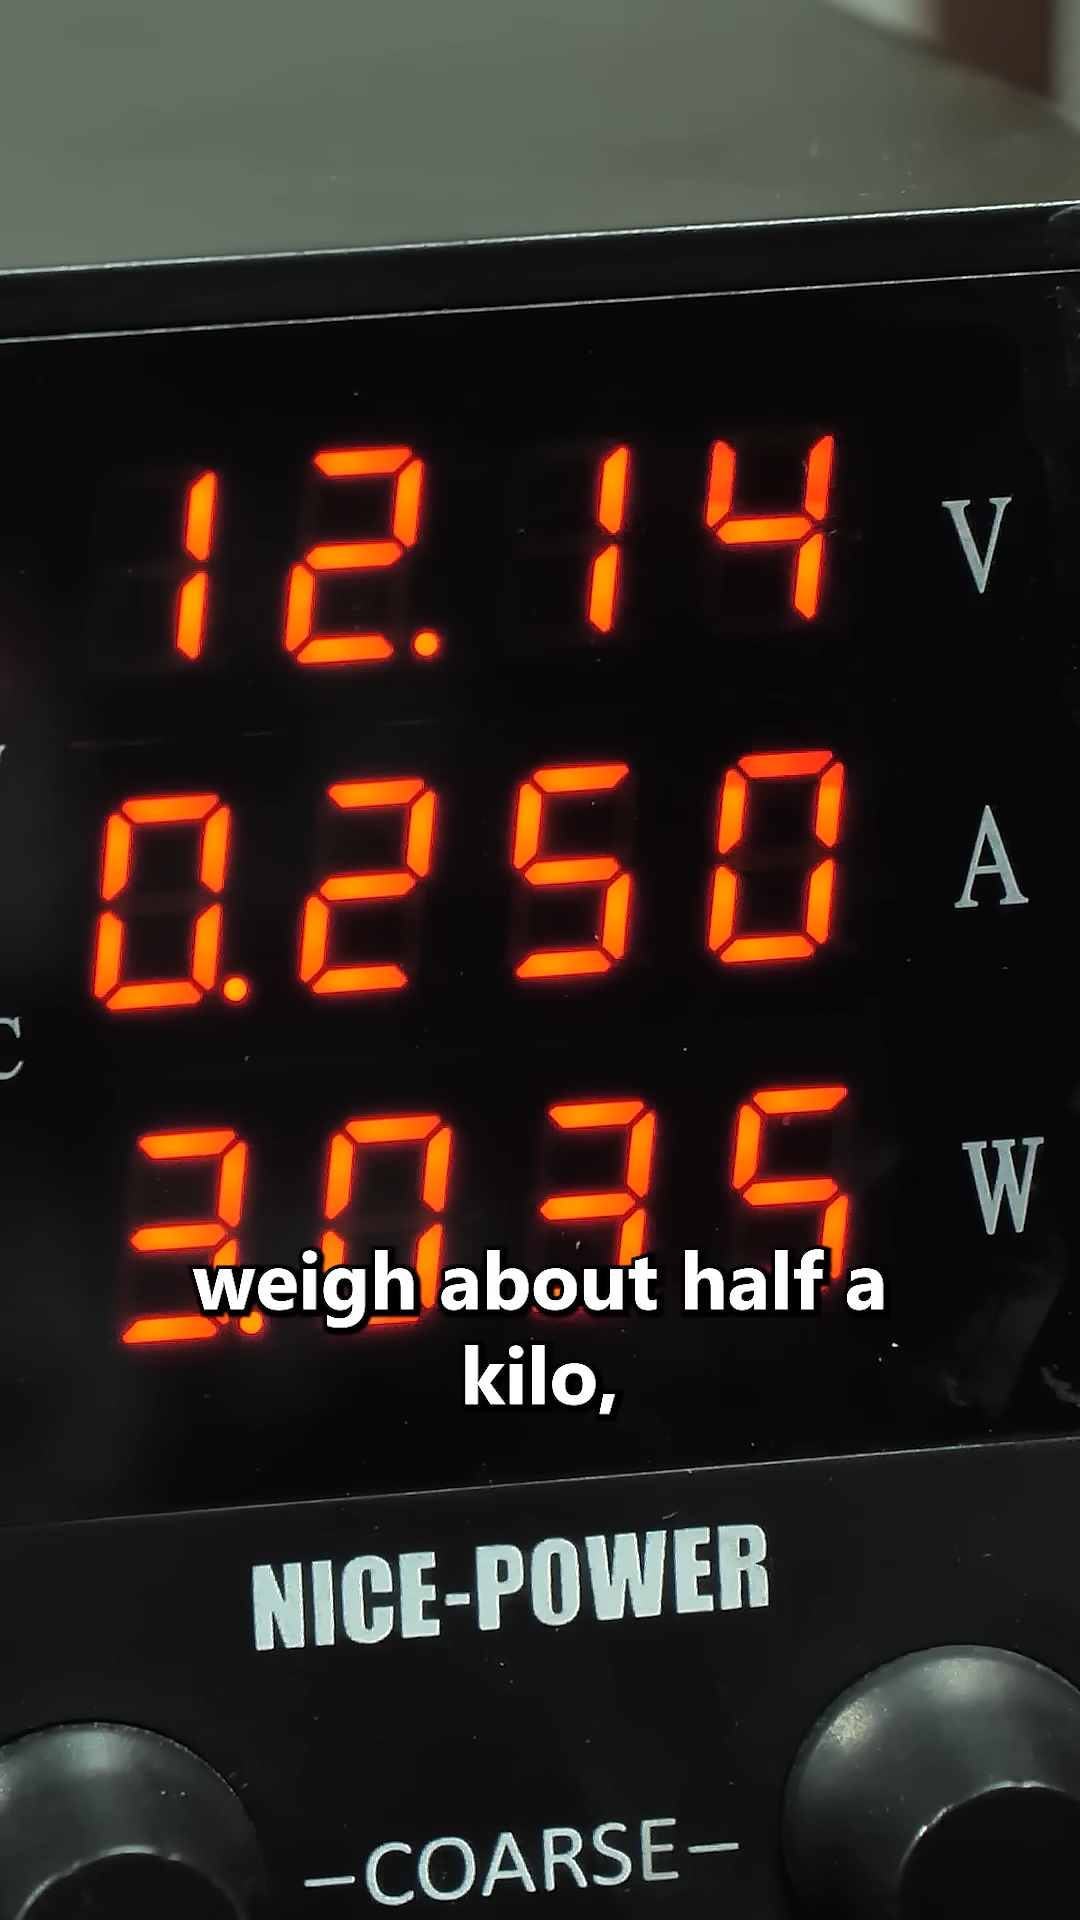 12.14 V
0.250 A
C
3.035 W
weigh about half a
kilo,
NICE-POWER
-COARSE-